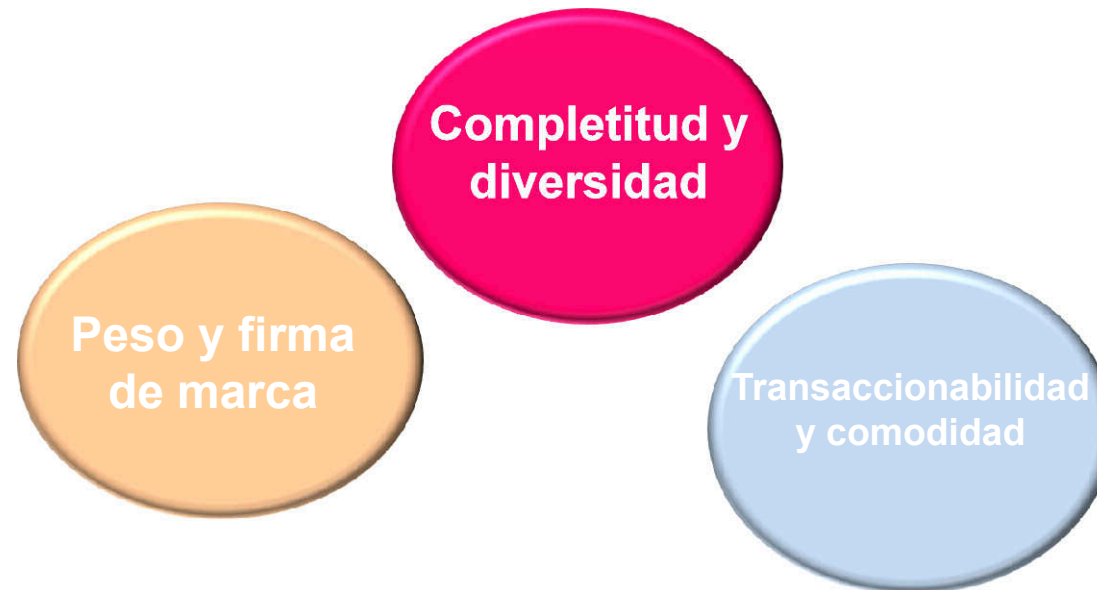 Completitud y
diversidad
Peso y firma
de marca
Transaccionabilidad
y comodidad